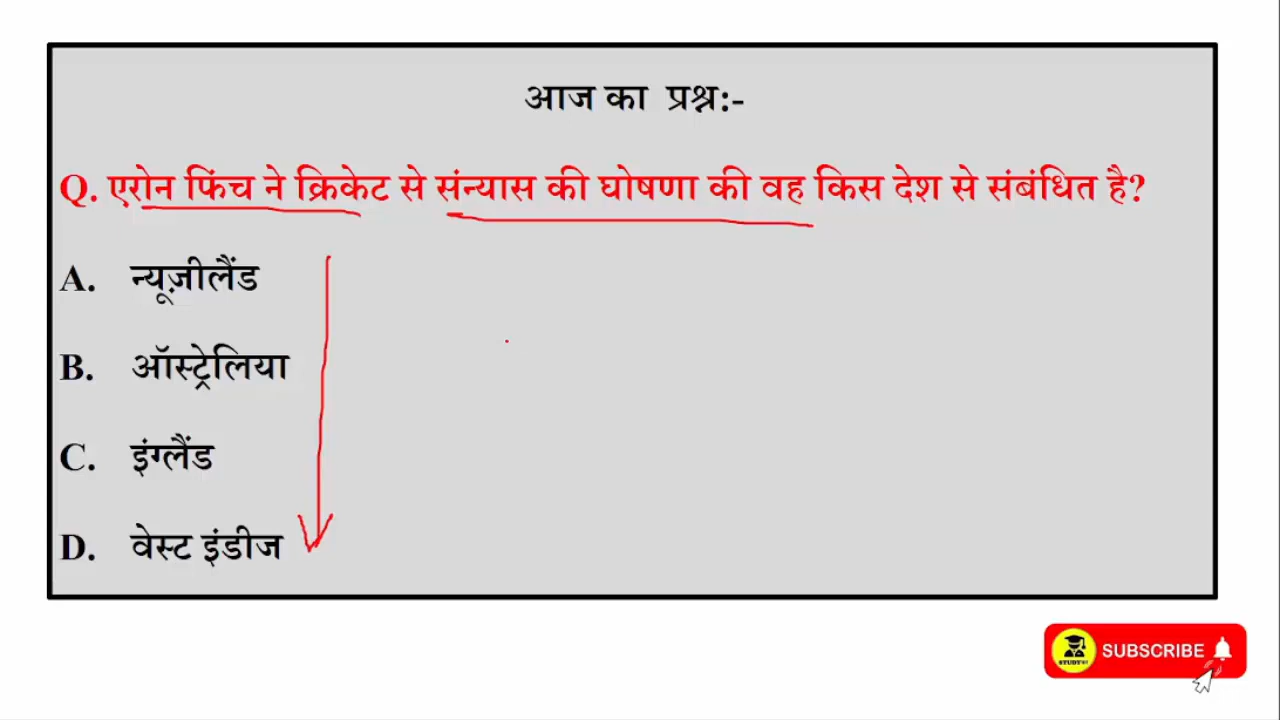 आज का प्रश्न:-
Q. एरोन फिंच ने क्रिकेट से संन्यास की घोषणा की वह किस देश से संबंधित है?
A. न्यूज़ीलैंड
B. ऑस्ट्रेलिया
C. इंग्लैंड
D. वेस्ट इंडीज
SUBSCRIBE